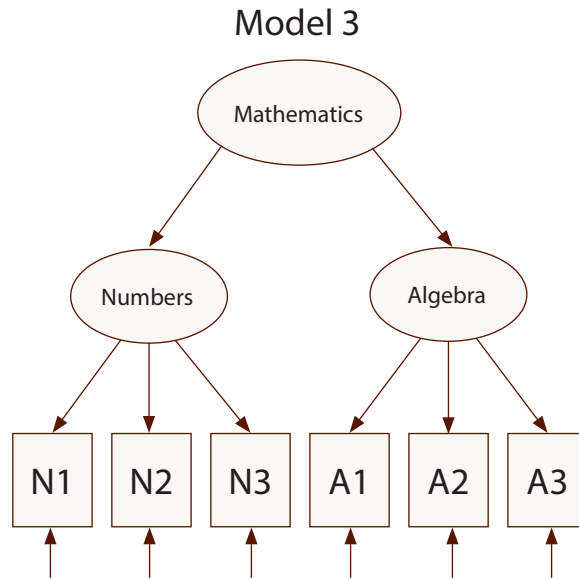 Model 3
Mathematics
Numbers
Algebra
N1
N2
N3
A1
A2
A3